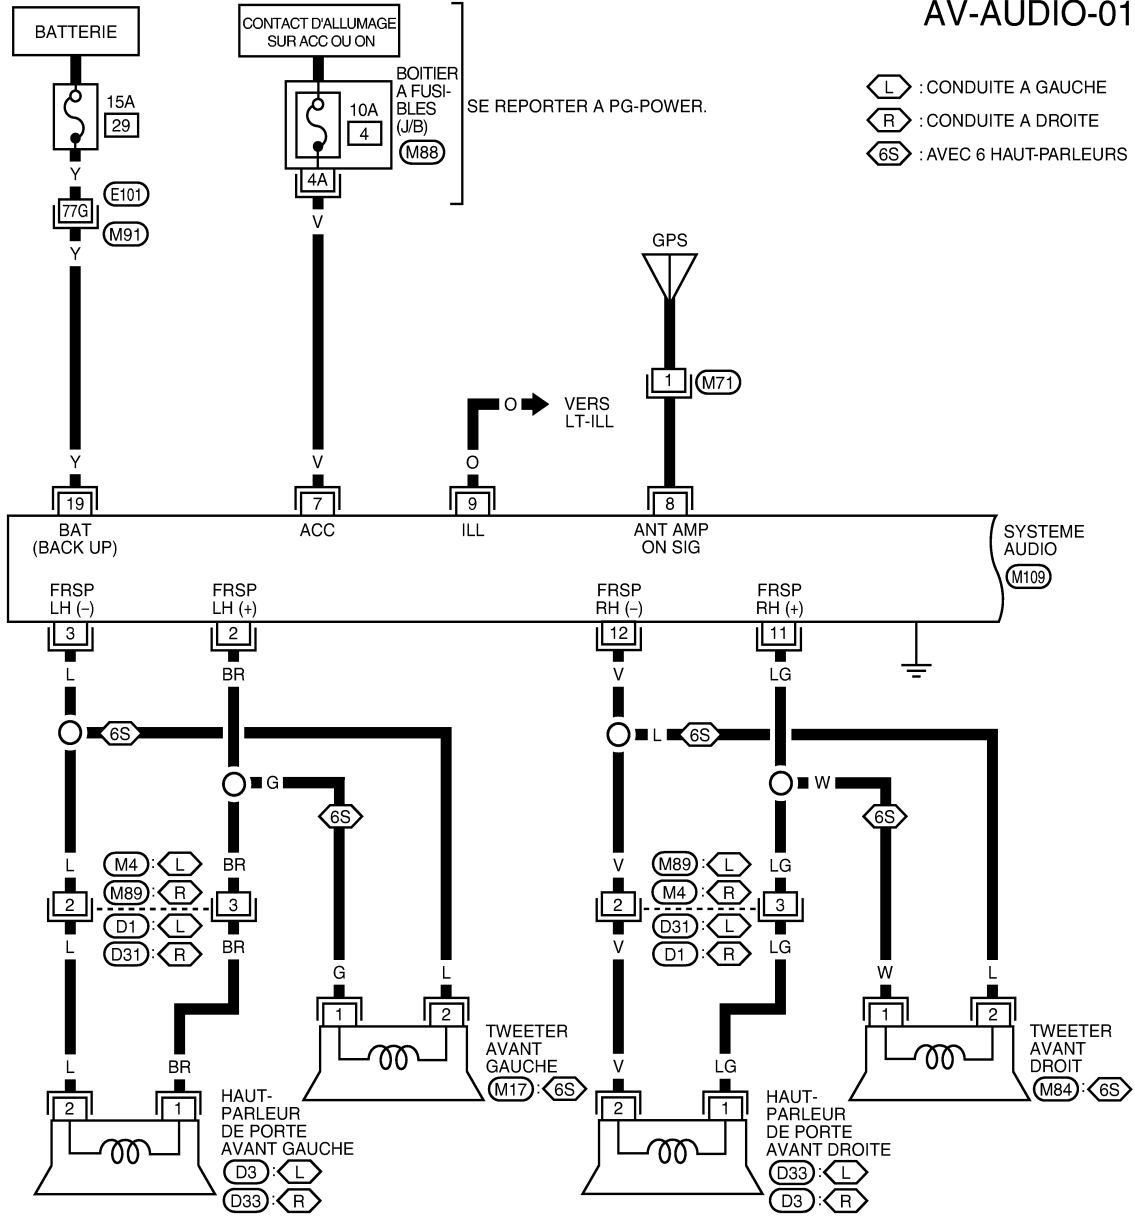 AV-AUDIO-01
BATTERIE
CONTACT D'ALLUMAGE
SUR ACC OU ON
15A
29
10A
4
BOITIER
A FUSI-
BLES
(J/B)
M88
SE REPORTER A PG-POWER.
L : CONDUITE A GAUCHE
R : CONDUITE A DROITE
6S : AVEC 6 HAUT-PARLEURS
Y
4A
E101
77G
M91
V
Y
GPS
1
M71
O
VERS
LT-ILL
Y
V
O
19
7
9
8
BAT
(BACK UP)
ACC
ILL
ANT AMP
ON SIG
SYSTEME
AUDIO
M109
FRSP
LH (–)
FRSP
LH (+)
FRSP
RH (–)
FRSP
RH (+)
3
2
12
11
L
BR
V
LG
6S
L
6S
G
W
6S
6S
L
M4 : L
BR
V
M89 : L
LG
M89 : R
M4 : R
2
3
2
3
D1 : L
D31 : L
L
BR
V
LG
D31 : R
D1 : R
G
L
W
L
1
2
1
2
TWEETER
AVANT
GAUCHE
M17 : 6S
TWEETER
AVANT
DROIT
M84 : 6S
L
BR
V
LG
2
1
2
1
HAUT-
PARLEUR
DE PORTE
AVANT GAUCHE
D3 : L
D33 : R
HAUT-
PARLEUR
DE PORTE
AVANT DROITE
D33 : L
D3 : R